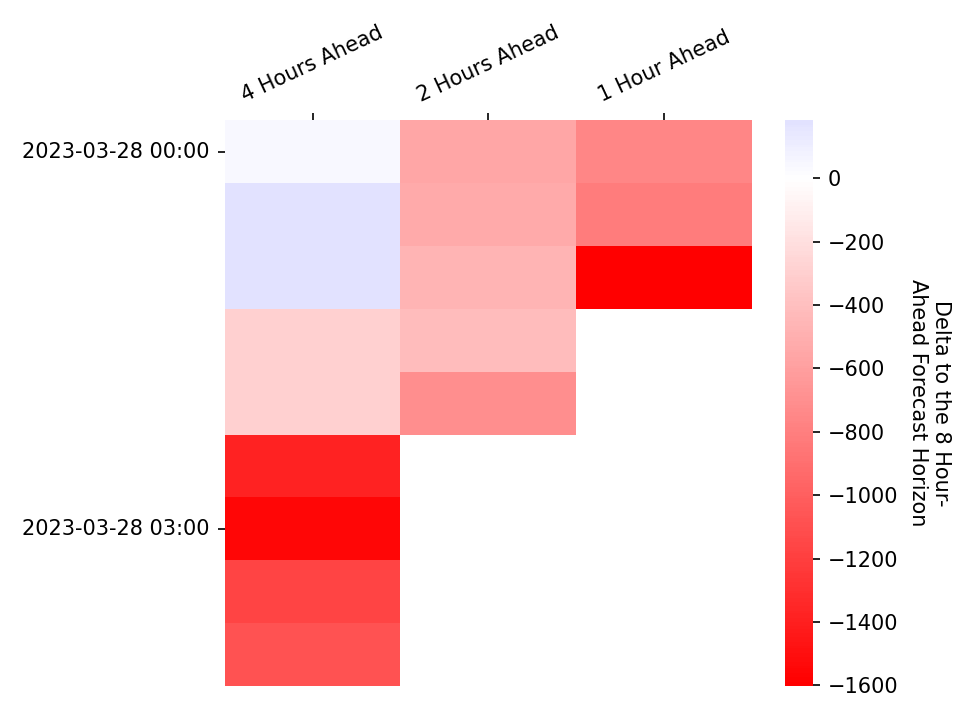 4 Hours Ahead
2 Hours Ahead
1 Hour Ahead
2023-03-28 00:00
2023-03-28 03:00
0
−200
−400
−600
−800
−1000
−1200
−1400
−1600
Delta to the 8 Hour-
Ahead Forecast Horizon